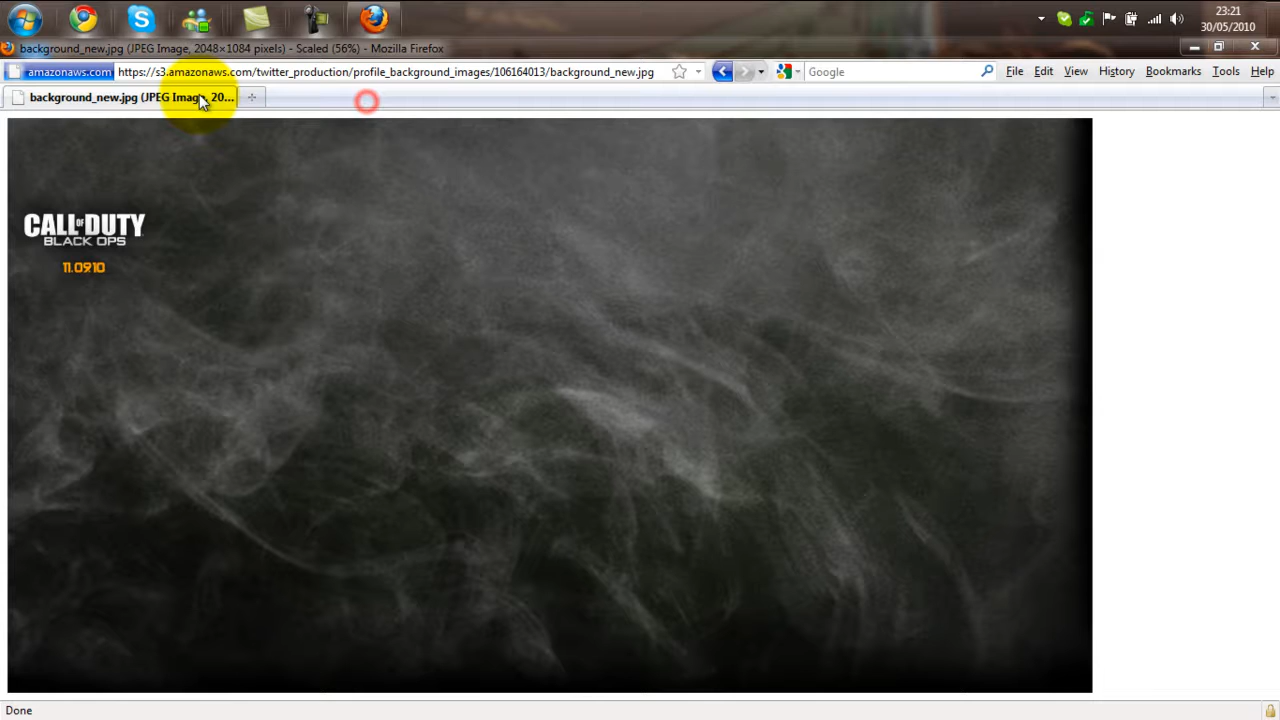 23:21
30/05/2010
background_new.jpg (JPEG Image, 2048×1084 pixels) - Scaled (56%) - Mozilla Firefox
amazonaws.com https://s3.amazonaws.com/twitter_production/profile_background_images/106164013/background_new.jpg Google File Edit View History Bookmarks Tools Help
background_new.jpg (JPEG Image, 20...
CALL OF DUTY
BLACK OPS
11.09.10
Done